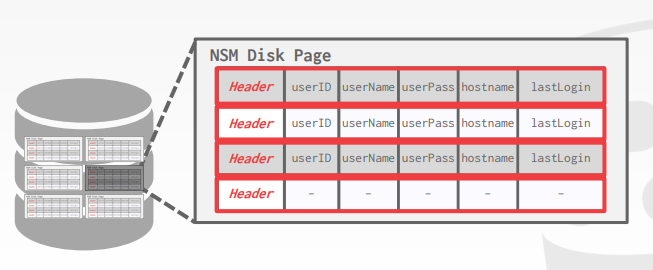 NSM Disk Page
Header userID userName userPass hostname lastLogin
Header userID userName userPass hostname lastLogin
Header userID userName userPass hostname lastLogin
Header - - - - -